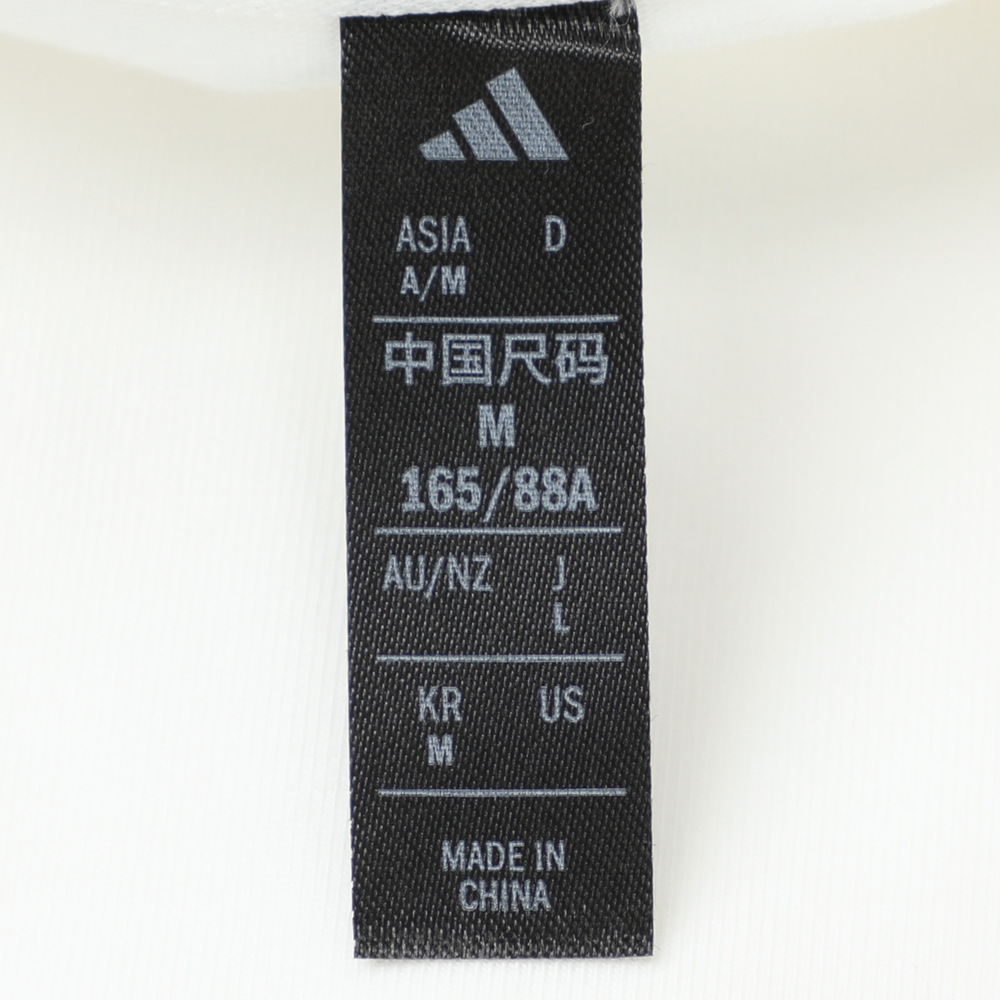 ASIA D
A/M
中国尺码
M
165/88A
AU/NZ J
L
KR US
M
MADE IN
CHINA